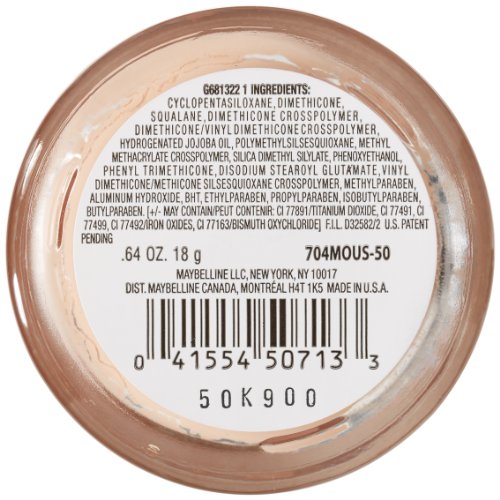 G681322 1 INGREDIENTS:
CYCLOPENTASILOXANE, DIMETHICONE,
SQUALANE, DIMETHICONE CROSSPOLYMER,
DIMETHICONE/VINYL DIMETHICONE CROSSPOLYMER,
HYDROGENATED JOJOBA OIL, POLYMETHYLSILSESQUIOXANE, METHYL
METHACRYLATE CROSSPOLYMER, SILICA DIMETHYL SILYLATE, PHENOXYETHANOL,
PHENYL TRIMETHICONE, DISODIUM STEAROYL GLUTAMATE, VINYL
DIMETHICONE/METHICONE SILSESQUIOXANE CROSSPOLYMER, METHYLPARABEN,
ALUMINUM HYDROXIDE, BHT, ETHYLPARABEN, PROPYLPARABEN, ISOBUTYLPARABEN,
BUTYLPARABEN. [+/- MAY CONTAIN/PEUT CONTENIR: CI 77891/TITANIUM DIOXIDE, CI 77491, CI
77499, CI 77492/IRON OXIDES, CI 77163/BISMUTH OXYCHLORIDE] F.I.L. D32582/2 U.S. PATENT
PENDING
.64 OZ. 18 g 704MOUS-50
MAYBELLINE LLC, NEW YORK, NY 10017
DIST. MAYBELLINE CANADA, MONTRÉAL H4T 1K5 MADE IN U.S.A.
0 41554 50713 3
50K900